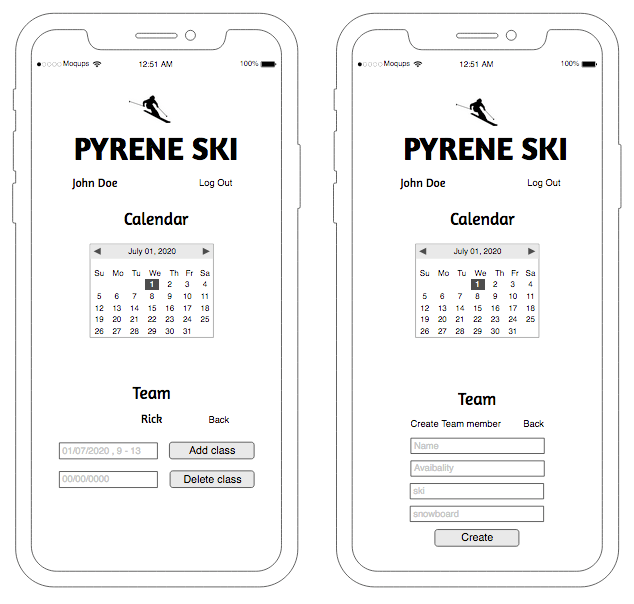 Moqups 12:51 AM 100%
PYRENE SKI
John Doe Log Out
Calendar
July 01, 2020
Su Mo Tu We Th Fr Sa
1 2 3 4
5 6 7 8 9 10 11
12 13 14 15 16 17 18
19 20 21 22 23 24 25
26 27 28 29 30 31
Team
Rick Back
01/07/2020 , 9 - 13 Add class
00/00/0000 Delete class
Moqups 12:51 AM 100%
PYRENE SKI
John Doe Log Out
Calendar
July 01, 2020
Su Mo Tu We Th Fr Sa
1 2 3 4
5 6 7 8 9 10 11
12 13 14 15 16 17 18
19 20 21 22 23 24 25
26 27 28 29 30 31
Team
Create Team member Back
Name
Avaibality
ski
snowboard
Create